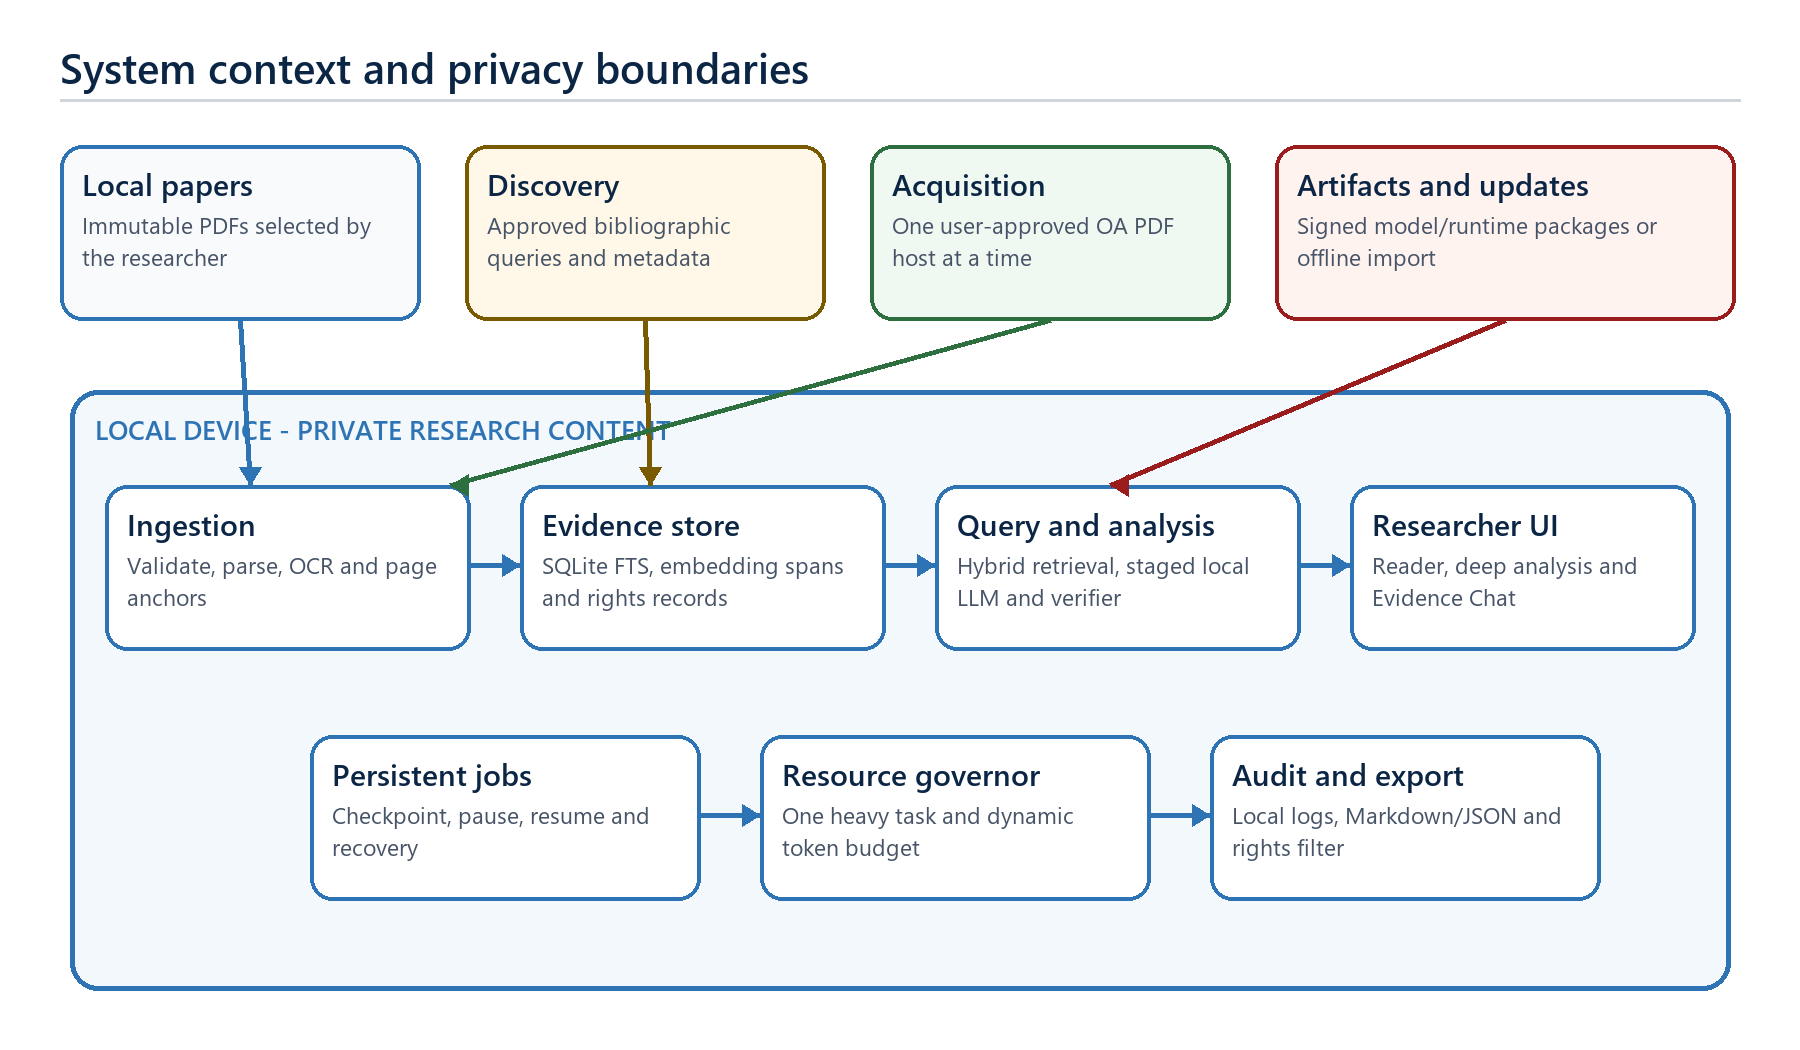 System context and privacy boundaries
Local papers
Immutable PDFs selected by
the researcher
Discovery
Approved bibliographic
queries and metadata
Acquisition
One user-approved OA PDF
host at a time
Artifacts and updates
Signed model/runtime packages or
offline import
LOCAL DEVICE - PRIVATE RESEARCH CONTENT
Ingestion
Validate, parse, OCR and page
anchors
Evidence store
SQLite FTS, embedding spans
and rights records
Query and analysis
Hybrid retrieval, staged local
LLM and verifier
Researcher UI
Reader, deep analysis and
Evidence Chat
Persistent jobs
Checkpoint, pause, resume and
recovery
Resource governor
One heavy task and dynamic
token budget
Audit and export
Local logs, Markdown/JSON and
rights filter